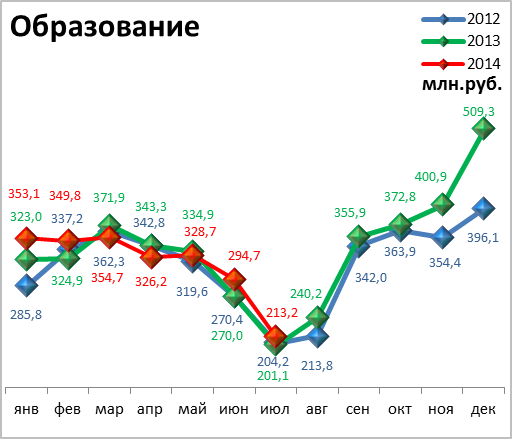 Образование
2012
2013
2014
млн.руб.
509,3
353,1 349,8 371,9 343,3 334,9 355,9 372,8 400,9
323,0 337,2 342,8 328,7 396,1
362,3 294,7 363,9 354,4
324,9 354,7 326,2 319,6 342,0
285,8 270,4 213,2 240,2
270,0 204,2 213,8
201,1
янв фев мар апр май июн июл авг сен окт ноя дек